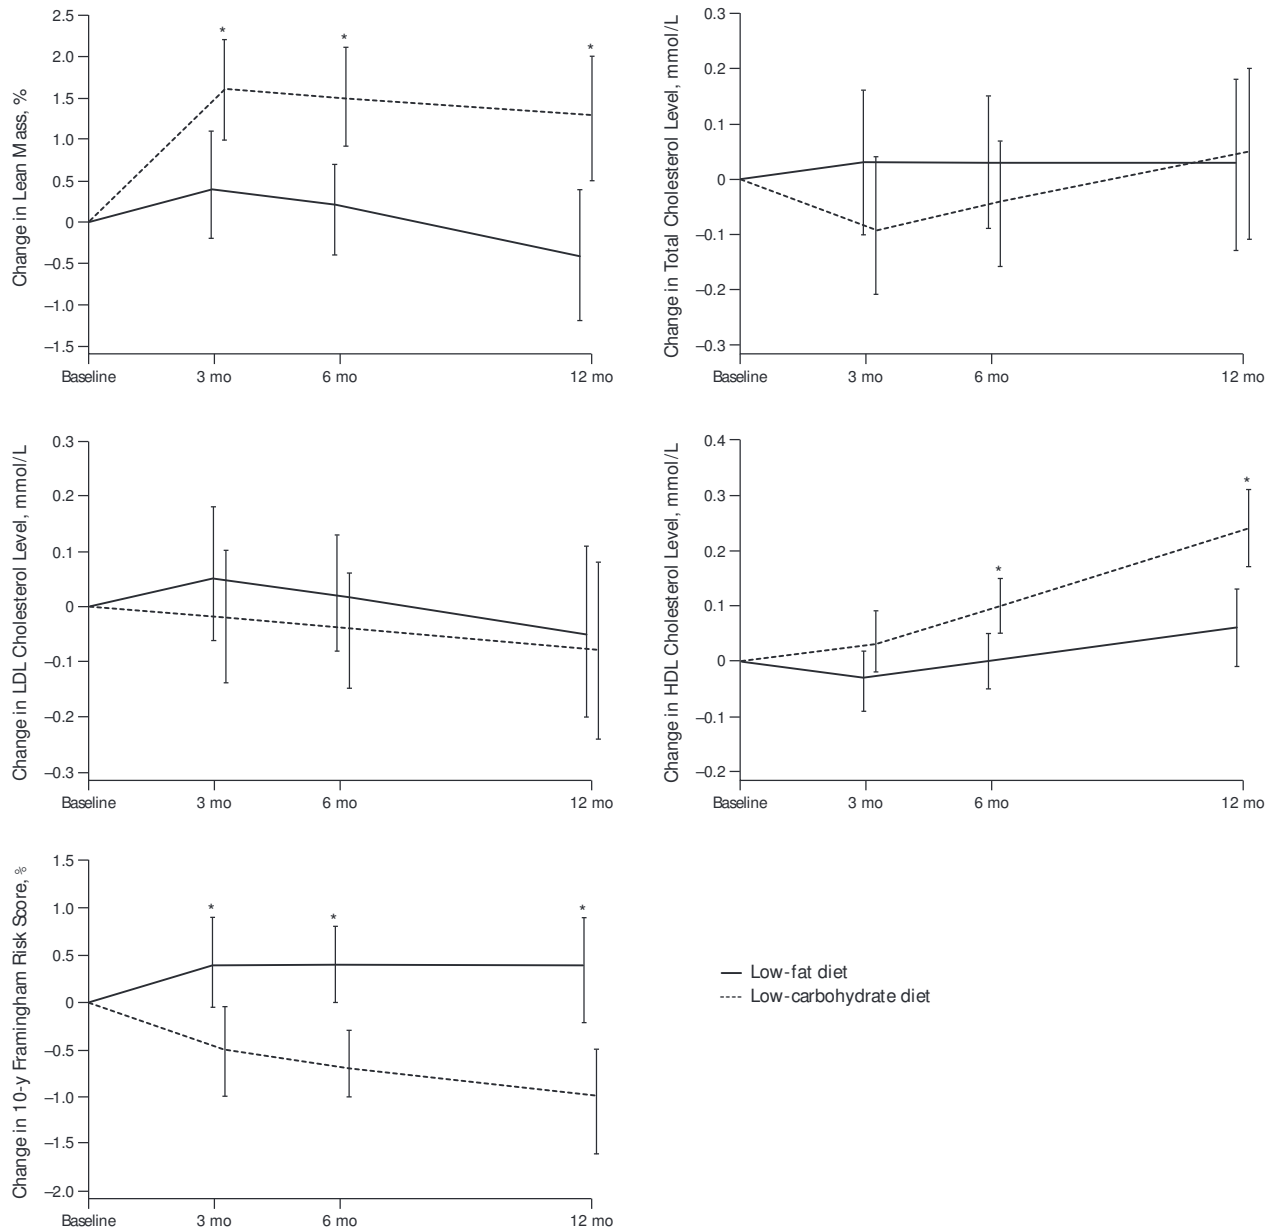 Change in Lean Mass, %
2.5
2.0
1.5
1.0
0.5
0
–0.5
–1.0
–1.5
* * *
Baseline 3 mo 6 mo 12 mo
Change in Total Cholesterol Level, mmol/L
0.3
0.2
0.1
0
–0.1
–0.2
–0.3
Baseline 3 mo 6 mo 12 mo
Change in LDL Cholesterol Level, mmol/L
0.3
0.2
0.1
0
–0.1
–0.2
–0.3
Baseline 3 mo 6 mo 12 mo
Change in HDL Cholesterol Level, mmol/L
0.4
0.3
0.2
0.1
0
–0.1
–0.2
* *
Baseline 3 mo 6 mo 12 mo
Change in 10-y Framingham Risk Score, %
1.5
1.0
0.5
0
–0.5
–1.0
–1.5
–2.0
* * *
Baseline 3 mo 6 mo 12 mo
Low-fat diet
Low-carbohydrate diet